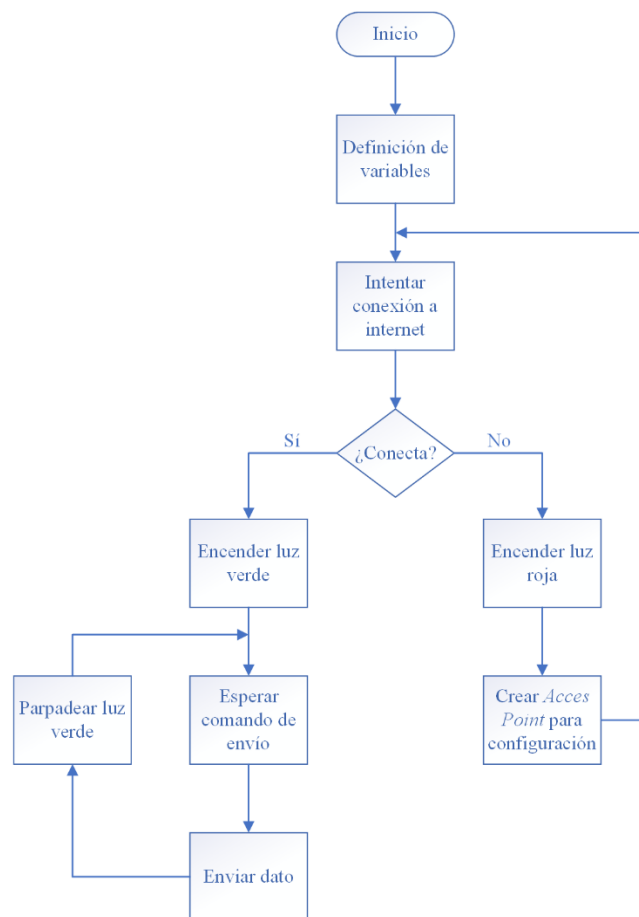 Inicio
Definición de
variables
Intentar
conexión a
internet
¿Conecta?
Sí
No
Encender luz
verde
Encender luz
roja
Parpadear luz
verde
Esperar
comando de
envío
Crear Acces
Point para
configuración
Enviar dato